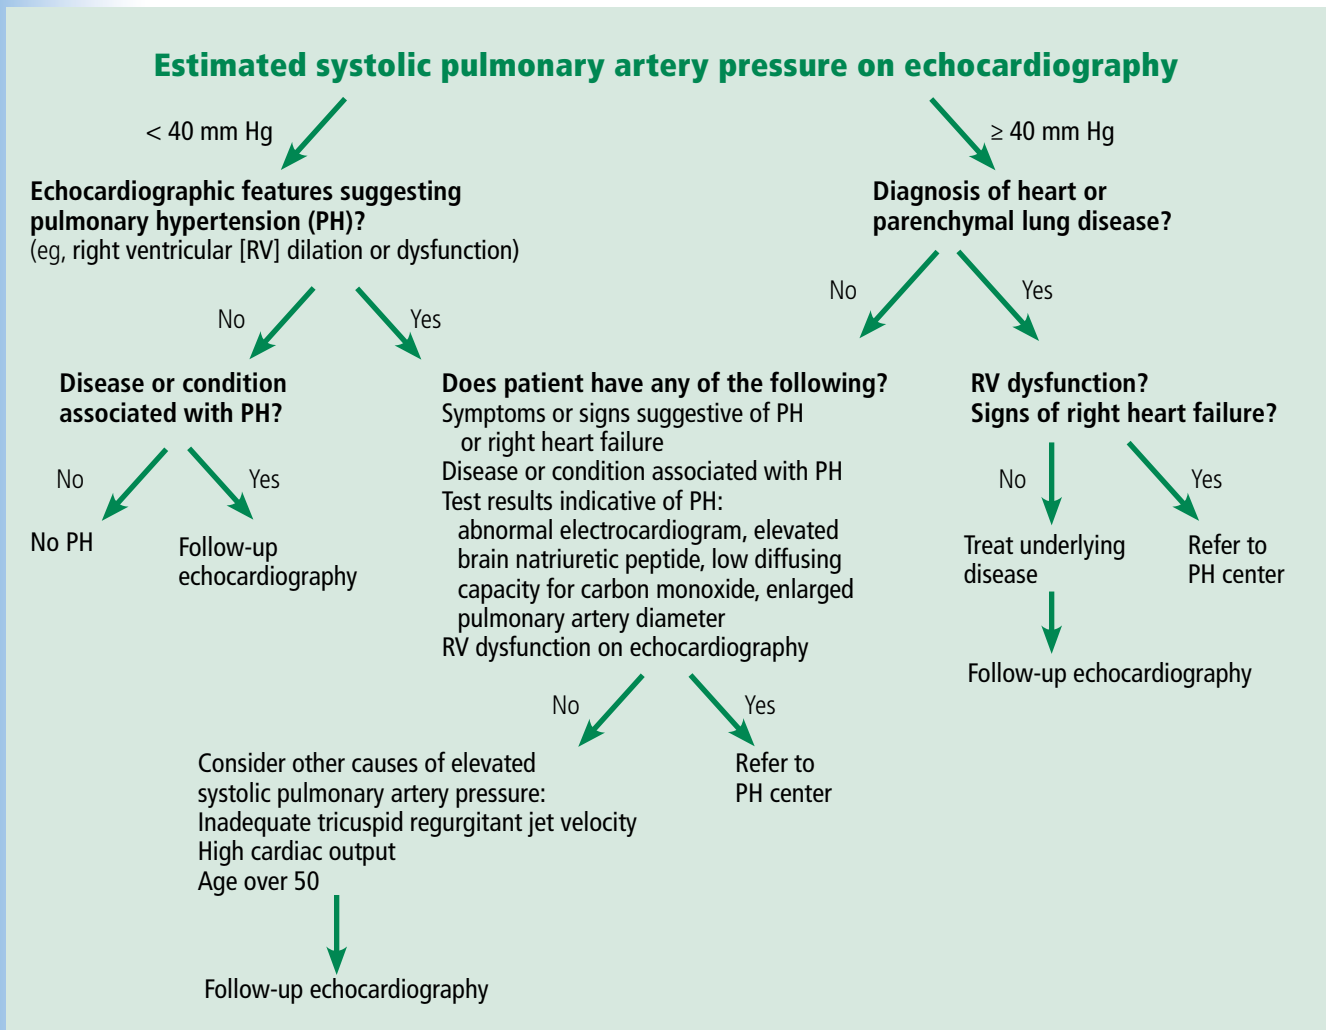 Estimated systolic pulmonary artery pressure on echocardiography
< 40 mm Hg
≥ 40 mm Hg
Echocardiographic features suggesting
pulmonary hypertension (PH)?
(eg, right ventricular [RV] dilation or dysfunction)
Diagnosis of heart or
parenchymal lung disease?
No
Yes
No
Yes
Disease or condition
associated with PH?
No
Yes
No PH
Follow-up
echocardiography
Does patient have any of the following?
Symptoms or signs suggestive of PH
or right heart failure
Disease or condition associated with PH
Test results indicative of PH:
abnormal electrocardiogram, elevated
brain natriuretic peptide, low diffusing
capacity for carbon monoxide, enlarged
pulmonary artery diameter
RV dysfunction on echocardiography
RV dysfunction?
Signs of right heart failure?
No
Yes
Treat underlying
disease
Refer to
PH center
Follow-up echocardiography
No
Yes
Consider other causes of elevated
systolic pulmonary artery pressure:
Inadequate tricuspid regurgitant jet velocity
High cardiac output
Age over 50
Refer to
PH center
Follow-up echocardiography